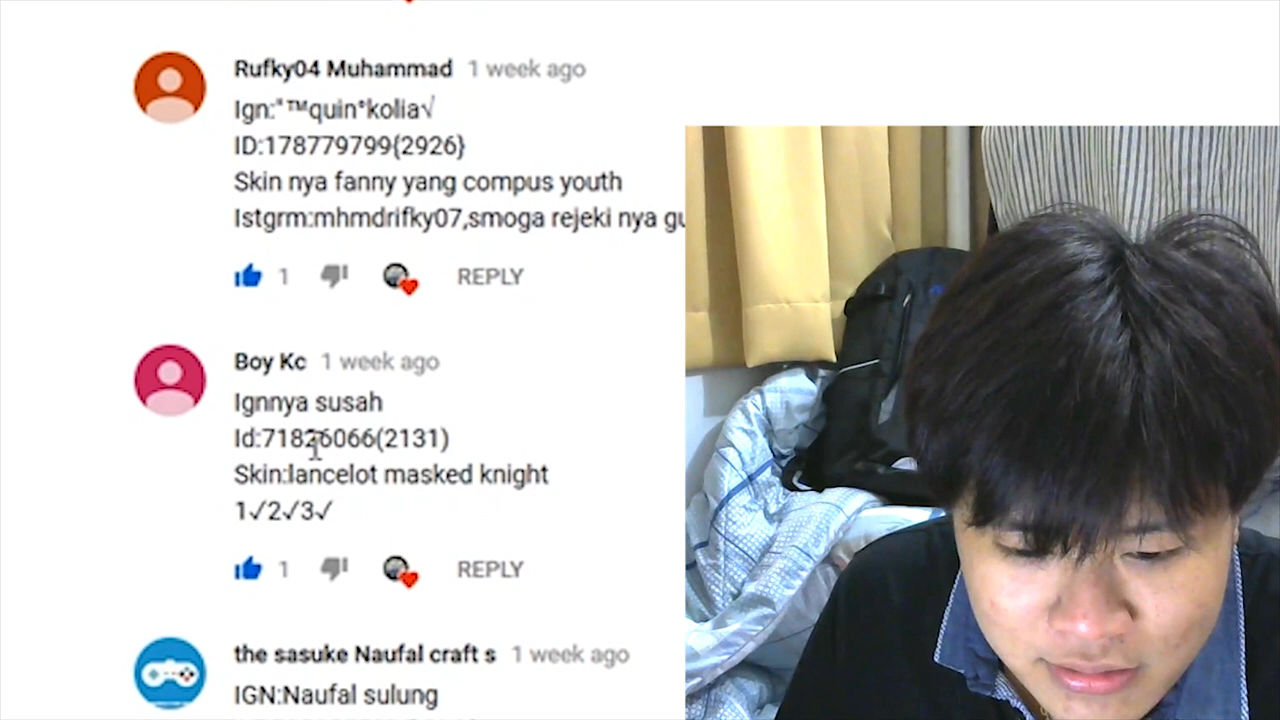 Rufky04 Muhammad 1 week ago
Ign:"™quin°kolia√
ID:178779799{2926}
Skin nya fanny yang compus youth
Istgrm:mhmdrifky07,smoga rejeki nya gu
1 REPLY
Boy Kc 1 week ago
Ignnya susah
Id:71826066(2131)
Skin:lancelot masked knight
1✓2✓3✓
1 REPLY
the sasuke Naufal craft s 1 week ago
IGN:Naufal sulung